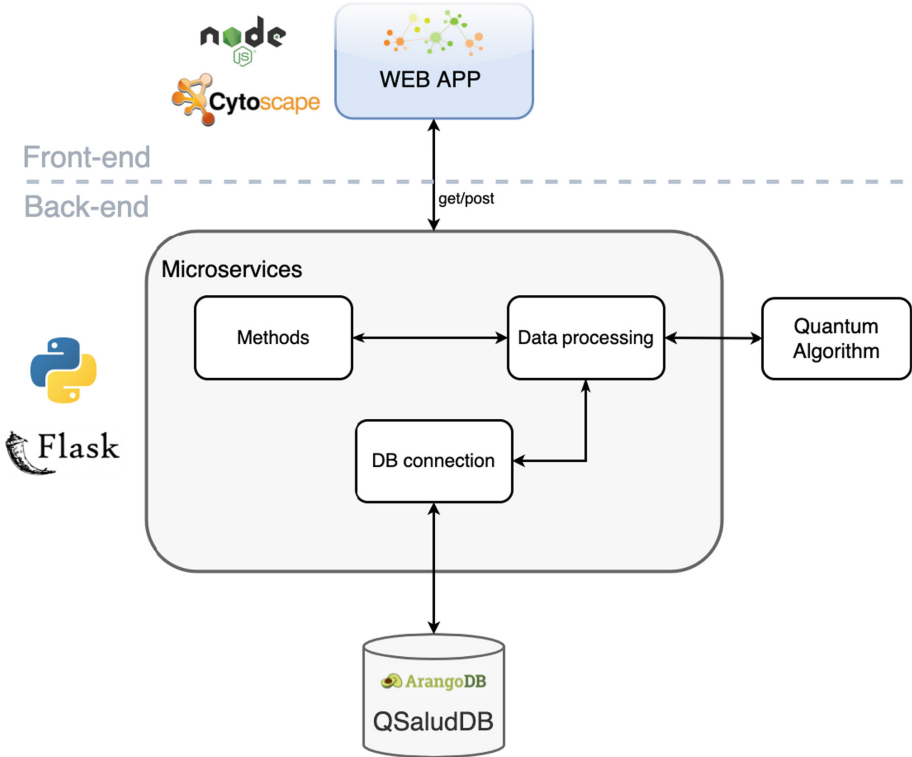 node
JS
Cytoscape
WEB APP
Front-end
Back-end
get/post
Microservices
Methods
Data processing
Quantum
Algorithm
Flask
DB connection
ArangoDB
QSaludDB